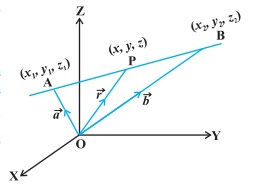 Z
(x₂, y₂, z₂)
B
(x, y, z)
P
(x₁, y₁, z₁)
A
a⃗
r⃗
b⃗
O
Y
X